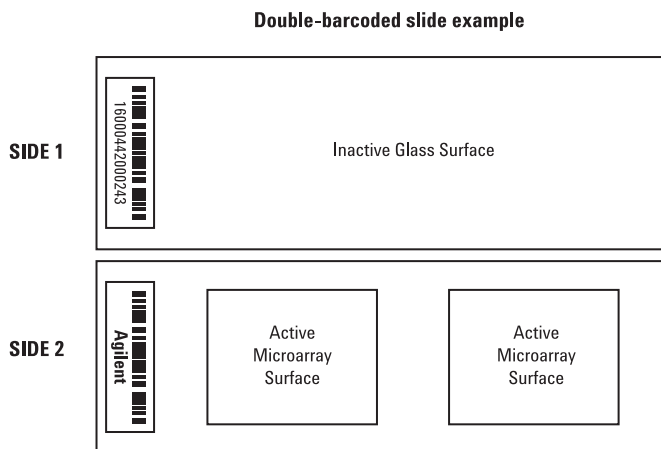 Double-barcoded slide example
SIDE 1
16000442000243
Inactive Glass Surface
SIDE 2
Agilent
Active
Microarray
Surface
Active
Microarray
Surface